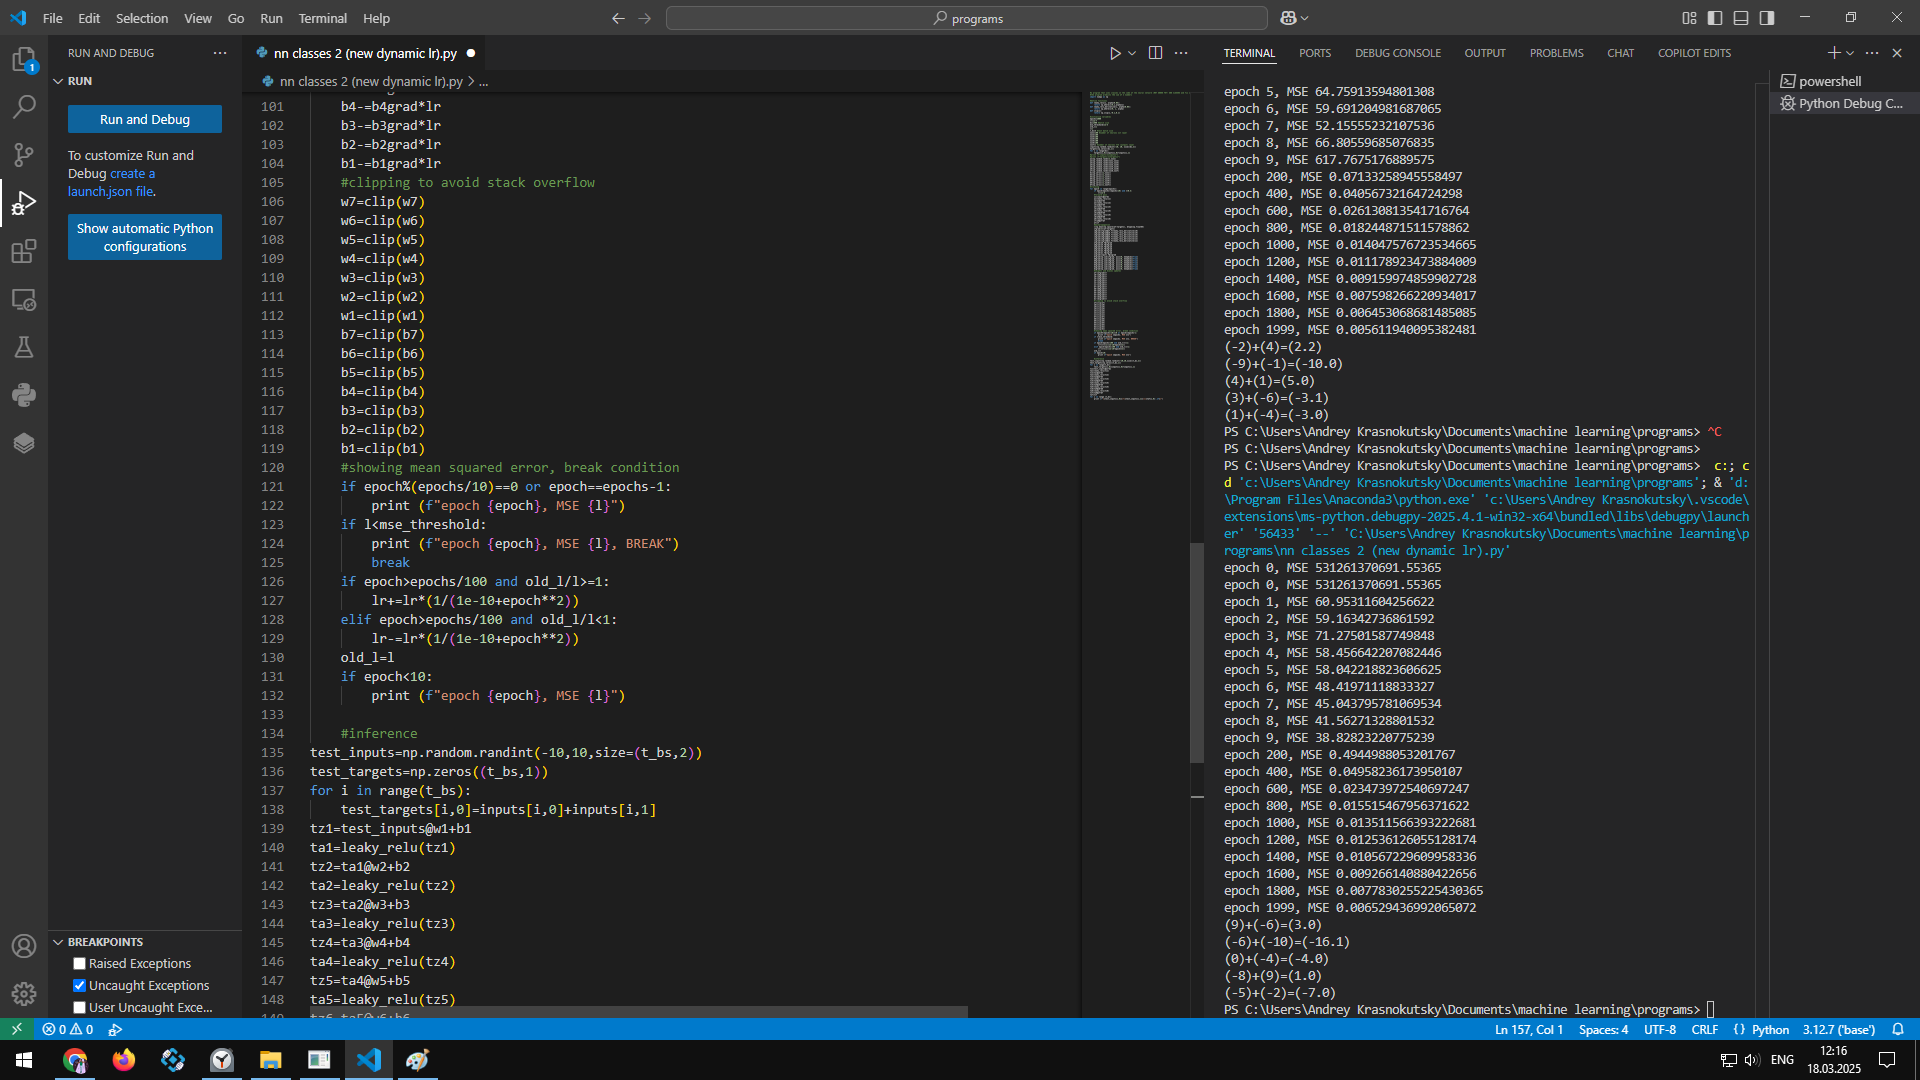 File Edit Selection View Go Run Terminal Help
programs
RUN AND DEBUG
RUN
Run and Debug
To customize Run and
Debug create a
launch.json file.
Show automatic Python
configurations
BREAKPOINTS
Raised Exceptions
Uncaught Exceptions
User Uncaught Exce...
nn classes 2 (new dynamic lr).py
nn classes 2 (new dynamic lr).py > ...
101 b4-=b4grad*lr
102 b3-=b3grad*lr
103 b2-=b2grad*lr
104 b1-=b1grad*lr
105 #clipping to avoid stack overflow
106 w7=clip(w7)
107 w6=clip(w6)
108 w5=clip(w5)
109 w4=clip(w4)
110 w3=clip(w3)
111 w2=clip(w2)
112 w1=clip(w1)
113 b7=clip(b7)
114 b6=clip(b6)
115 b5=clip(b5)
116 b4=clip(b4)
117 b3=clip(b3)
118 b2=clip(b2)
119 b1=clip(b1)
120 #showing mean squared error, break condition
121 if epoch%(epochs/10)==0 or epoch==epochs-1:
122 print (f"epoch {epoch}, MSE {l}")
123 if l<mse_threshold:
124 print (f"epoch {epoch}, MSE {l}, BREAK")
125 break
126 if epoch>epochs/100 and old_l/l>=1:
127 lr+=lr*(1/(1e-10+epoch**2))
128 elif epoch>epochs/100 and old_l/l<1:
129 lr-=lr*(1/(1e-10+epoch**2))
130 old_l=l
131 if epoch<10:
132 print (f"epoch {epoch}, MSE {l}")
133
134 #inference
135 test_inputs=np.random.randint(-10,10,size=(t_bs,2))
136 test_targets=np.zeros((t_bs,1))
137 for i in range(t_bs):
138 test_targets[i,0]=inputs[i,0]+inputs[i,1]
139 tz1=test_inputs@w1+b1
140 ta1=leaky_relu(tz1)
141 tz2=ta1@w2+b2
142 ta2=leaky_relu(tz2)
143 tz3=ta2@w3+b3
144 ta3=leaky_relu(tz3)
145 tz4=ta3@w4+b4
146 ta4=leaky_relu(tz4)
147 tz5=ta4@w5+b5
148 ta5=leaky_relu(tz5)
TERMINAL PORTS DEBUG CONSOLE OUTPUT PROBLEMS CHAT COPILOT EDITS
epoch 5, MSE 64.75913594801308
epoch 6, MSE 59.691204981687065
epoch 7, MSE 52.15555232107536
epoch 8, MSE 66.80559685076835
epoch 9, MSE 617.7675176889575
epoch 200, MSE 0.07133258945558497
epoch 400, MSE 0.04056732164724298
epoch 600, MSE 0.026130813541716764
epoch 800, MSE 0.018244871511578862
epoch 1000, MSE 0.014047576723534665
epoch 1200, MSE 0.011178923473884009
epoch 1400, MSE 0.009159974859902728
epoch 1600, MSE 0.007598266220934017
epoch 1800, MSE 0.006453068681485085
epoch 1999, MSE 0.005611940095382481
(-2)+(4)=(2.2)
(-9)+(-1)=(-10.0)
(4)+(1)=(5.0)
(3)+(-6)=(-3.1)
(1)+(-4)=(-3.0)
PS C:\Users\Andrey Krasnokutsky\Documents\machine learning\programs> ^C
PS C:\Users\Andrey Krasnokutsky\Documents\machine learning\programs>
PS C:\Users\Andrey Krasnokutsky\Documents\machine learning\programs>  c:; c
d 'c:\Users\Andrey Krasnokutsky\Documents\machine learning\programs'; & 'd:
\Program Files\Anaconda3\python.exe' 'c:\Users\Andrey Krasnokutsky\.vscode\
extensions\ms-python.debugpy-2025.4.1-win32-x64\bundled\libs\debugpy\launch
er' '56433' '--' 'C:\Users\Andrey Krasnokutsky\Documents\machine learning\p
rograms\nn classes 2 (new dynamic lr).py'
epoch 0, MSE 531261370691.55365
epoch 0, MSE 531261370691.55365
epoch 1, MSE 60.95311604256622
epoch 2, MSE 59.16342736861592
epoch 3, MSE 71.27501587749848
epoch 4, MSE 58.456642207082446
epoch 5, MSE 58.042218823606625
epoch 6, MSE 48.41971118833327
epoch 7, MSE 45.043795781069534
epoch 8, MSE 41.56271328801532
epoch 9, MSE 38.82823220775239
epoch 200, MSE 0.4944988053201767
epoch 400, MSE 0.04958236173950107
epoch 600, MSE 0.023473972540697247
epoch 800, MSE 0.015515467956371622
epoch 1000, MSE 0.013511566393222681
epoch 1200, MSE 0.012536126055128174
epoch 1400, MSE 0.010567229609958336
epoch 1600, MSE 0.009266140880422656
epoch 1800, MSE 0.0077830255225430365
epoch 1999, MSE 0.006529436992065072
(9)+(-6)=(3.0)
(-6)+(-10)=(-16.1)
(0)+(-4)=(-4.0)
(-8)+(9)=(1.0)
(-5)+(-2)=(-7.0)
PS C:\Users\Andrey Krasnokutsky\Documents\machine learning\programs>
powershell
Python Debug C...
0 0
Ln 157, Col 1 Spaces: 4 UTF-8 CRLF {} Python 3.12.7 ('base')
ENG
12:16
18.03.2025